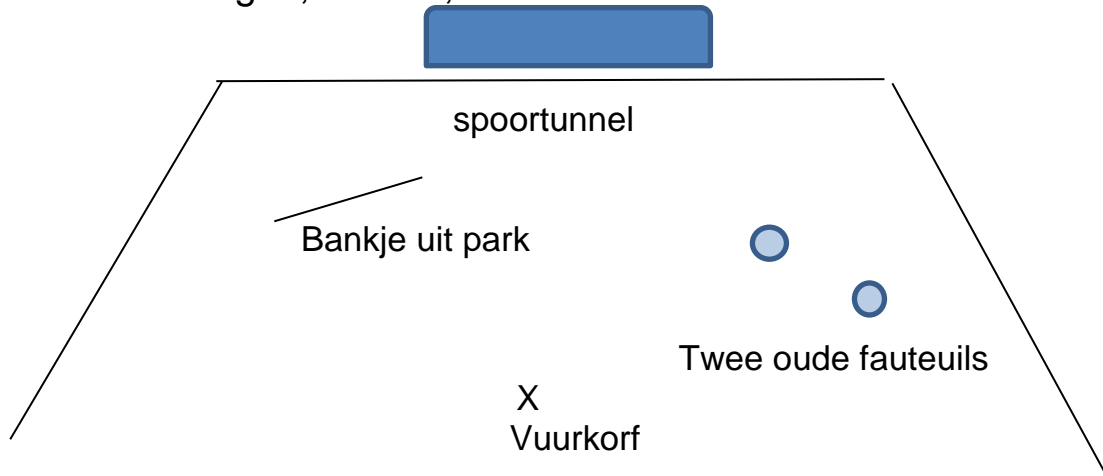 spoortunnel
Bankje uit park
Twee oude fauteuils
X
Vuurkorf